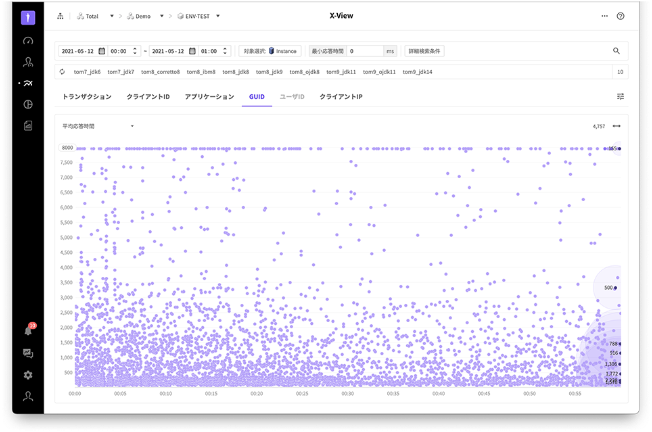 Total Demo ENV-TEST X-View
2021-05-12 00:00 ~ 2021-05-12 01:00 対象選択: Instance 最小応答時間 0 ms 詳細検索条件
tom7_jdk6 tom7_jdk7 tom8_corretto8 tom8_ibm8 tom8_jdk8 tom8_jdk9 tom8_ojdk8 tom9_jdk11 tom9_ojdk11 tom9_jdk14 10
トランザクション クライアントID アプリケーション GUID ユーザID クライアントIP
平均応答時間 4,757
8000
7,500
7,000
6,500
6,000
5,500
5,000
4,500
4,000
3,500
3,000
2,500
2,000
1,500
1,000
500
00:00 00:05 00:10 00:15 00:20 00:25 00:30 00:35 00:40 00:45 00:50 00:55